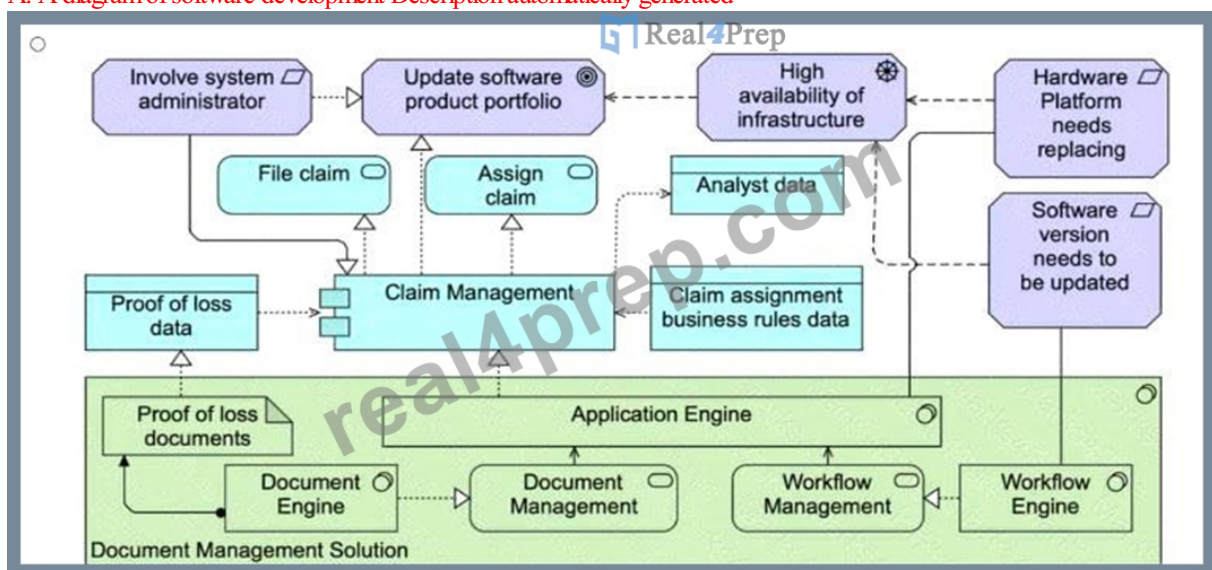 A. A diagram of software development Description automatically generated
Real4Prep
Involve system
administrator
Update software
product portfolio
High
availability of
infrastructure
Hardware
Platform
needs
replacing
File claim
Assign
claim
Analyst data
Software
version
needs to
be updated
Proof of loss
data
Claim Management
Claim assignment
business rules data
real4prep.com
Proof of loss
documents
Application Engine
Document
Engine
Document
Management
Workflow
Management
Workflow
Engine
Document Management Solution